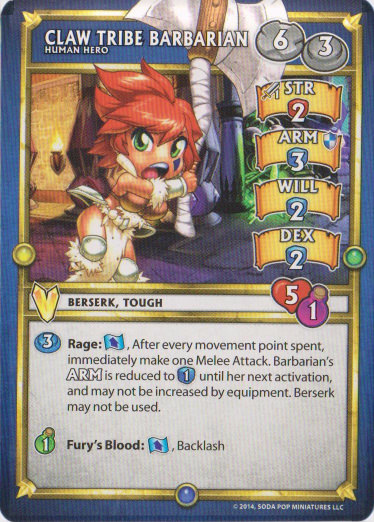 CLAW TRIBE BARBARIAN 6 3
HUMAN HERO
STR
2
ARM
3
WILL
2
DEX
2
BERSERK, TOUGH 5 1
3 Rage: , After every movement point spent,
immediately make one Melee Attack. Barbarian's
ARM is reduced to 1 until her next activation,
and may not be increased by equipment. Berserk
may not be used.
1 Fury's Blood: , Backlash
© 2014, SODA POP MINIATURES LLC